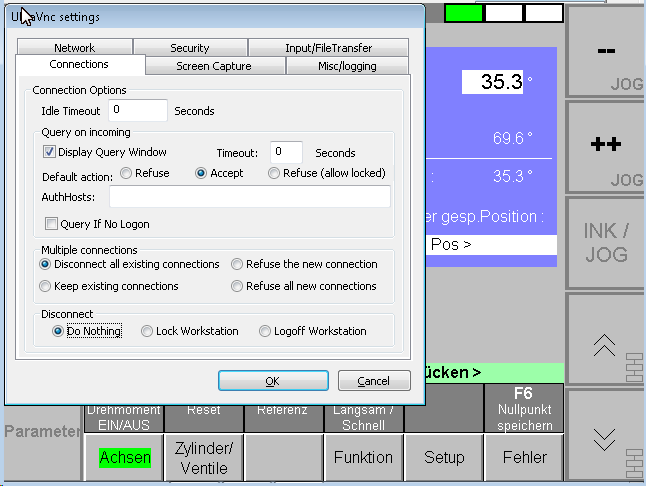 UltraVnc settings
Network
Security
Input/FileTransfer
Connections
Screen Capture
Misc/logging
Connection Options
Idle Timeout 0 Seconds
Query on incoming
Display Query Window Timeout: 0 Seconds
Default action: Refuse Accept Refuse (allow locked)
AuthHosts:
Query If No Logon
Multiple connections
Disconnect all existing connections Refuse the new connection
Keep existing connections Refuse all new connections
Disconnect
Do Nothing Lock Workstation Logoff Workstation
OK Cancel
35.3 °
69.6 °
: 35.3 °
er gesp.Position :
Pos >
ücken >
--
JOG
++
JOG
INK /
JOG
Parameter
Drehmoment
EIN/AUS
Reset
Referenz
Langsam /
Schnell
F6
Nullpunkt
speichern
Achsen
Zylinder/
Ventile
Funktion
Setup
Fehler